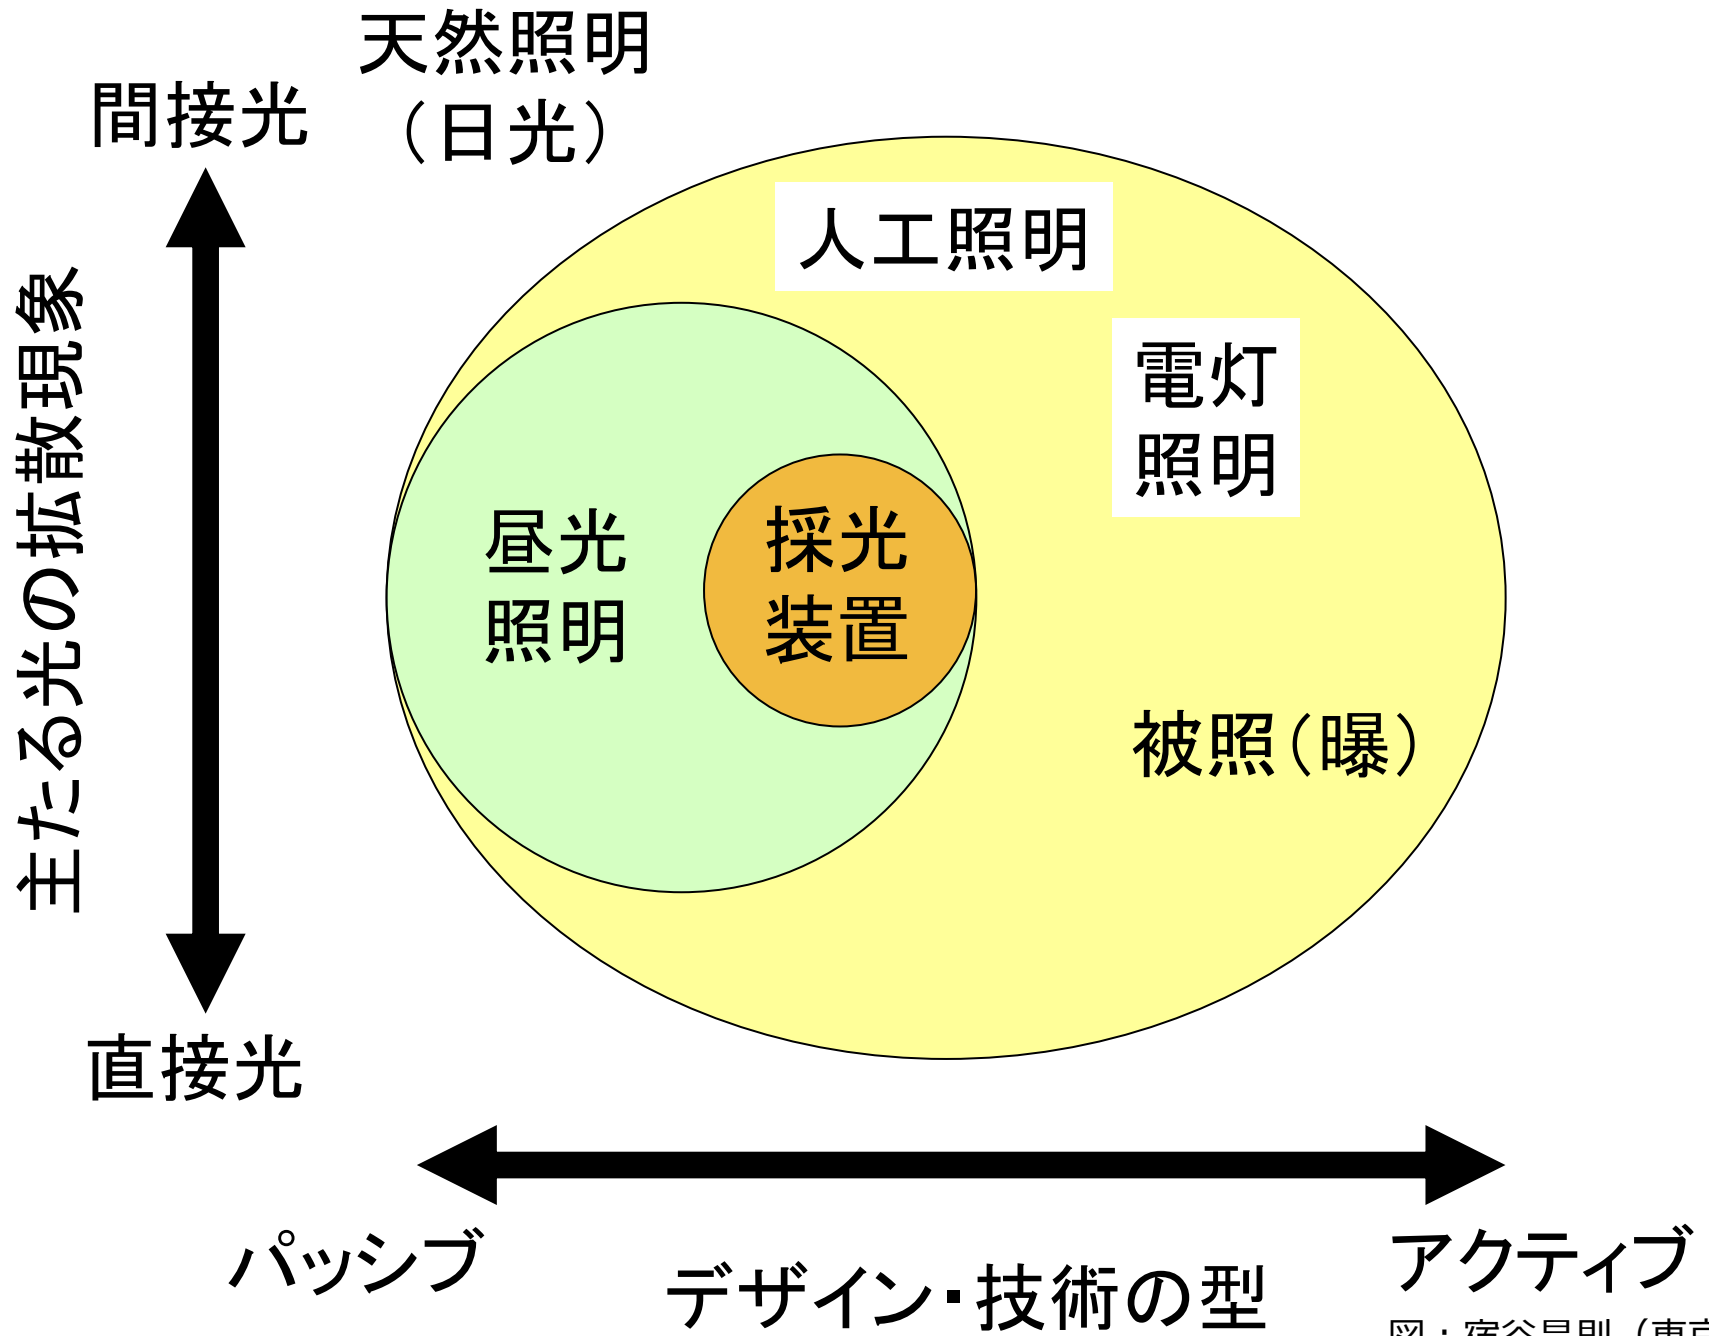 天然照明
（日光）
間接光
人工照明
電灯
照明
主たる光の拡散現象
昼光
照明
採光
装置
被照（曝）
直接光
パッシブ
デザイン・技術の型
アクティブ